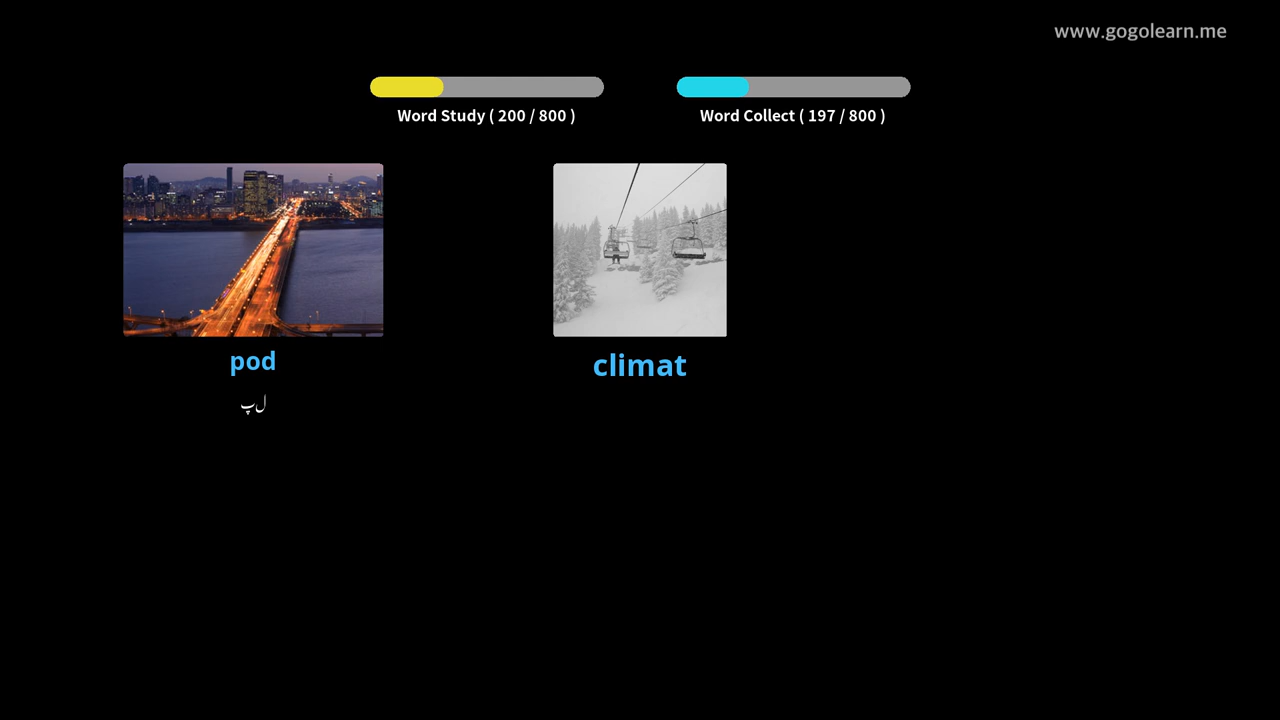 www.gogolearn.me
Word Study ( 200 / 800 )
Word Collect ( 197 / 800 )
pod
پل
climat